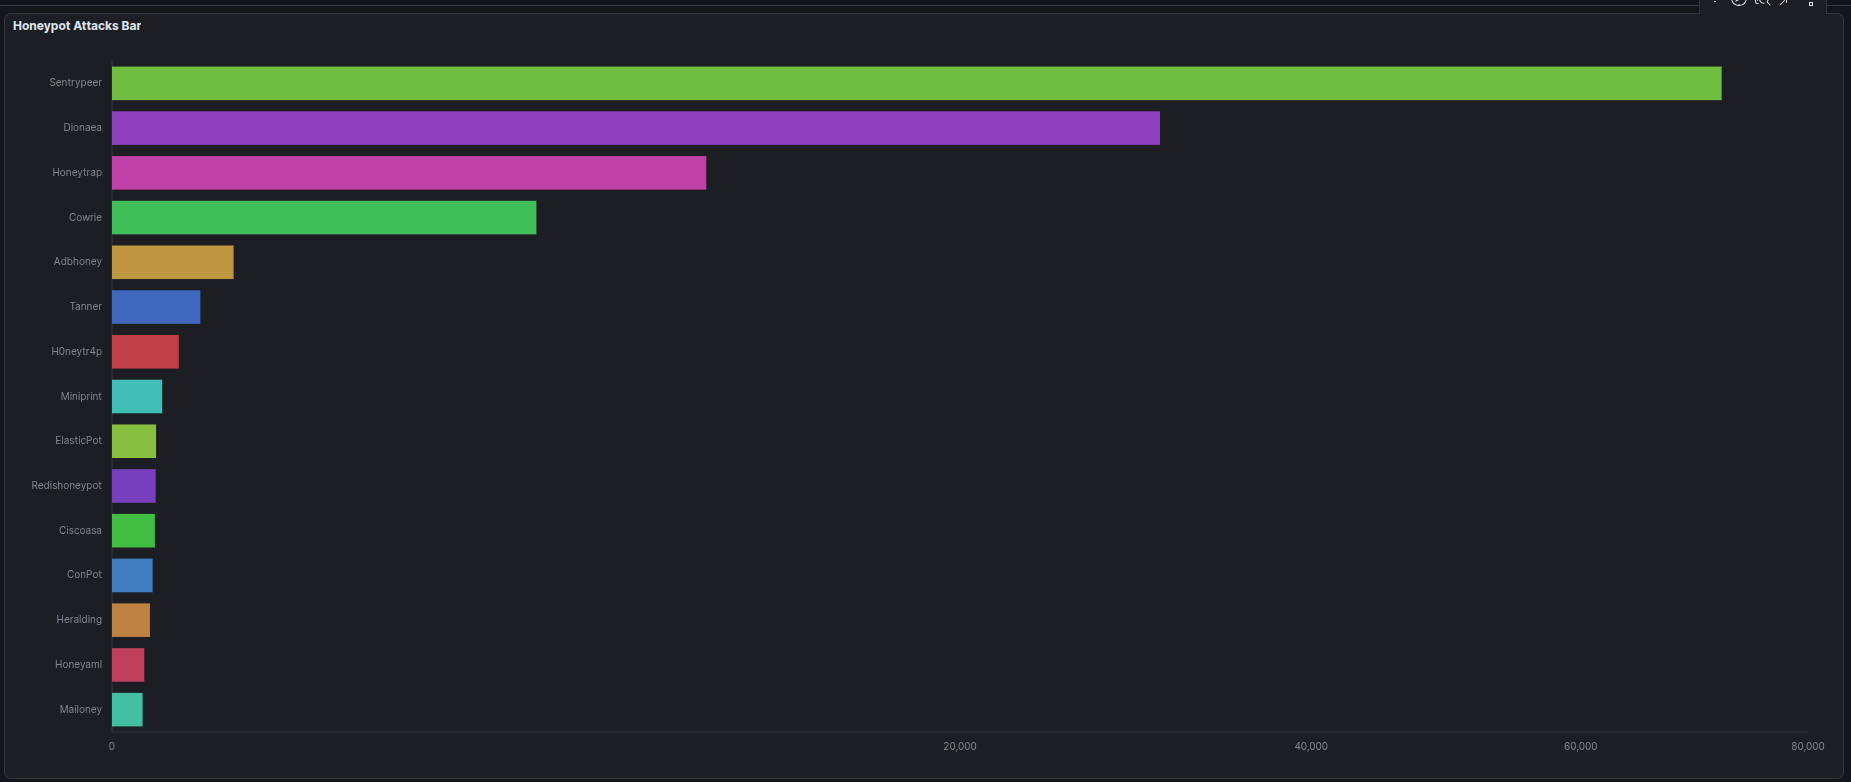 Honeypot Attacks Bar
Sentrypeer
Dionaea
Honeytrap
Cowrie
Adbhoney
Tanner
H0neytr4p
Miniprint
ElasticPot
Redishoneypot
Ciscoasa
ConPot
Heralding
Honeyaml
Mailoney
0 20,000 40,000 60,000 80,000